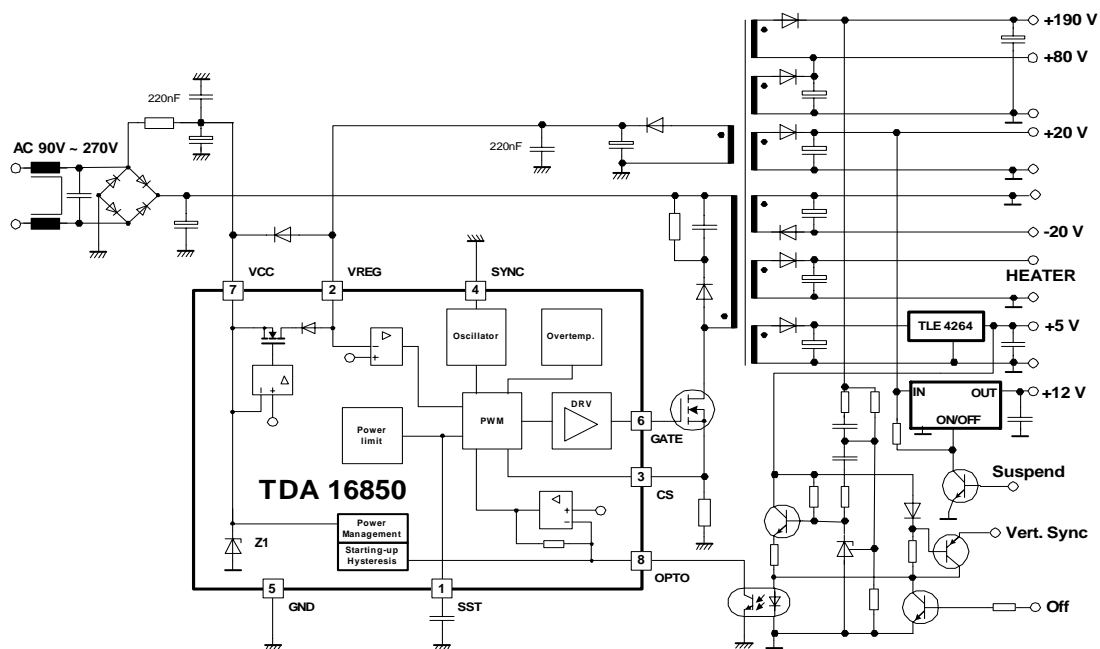 +190 V
+80 V
220nF
AC 90V ~ 270V
220nF
+20 V
-20 V
HEATER
VCC
VREG
SYNC
7
2
4
TLE 4264
+5 V
Oscillator
Overtemp.
IN
OUT
+12 V
ON/OFF
PWM
DRV
6
GATE
Power
limit
3
CS
Suspend
TDA 16850
Power
Management
Z1
Starting-up
Hysteresis
Vert. Sync
8
OPTO
5
GND
1
SST
Off